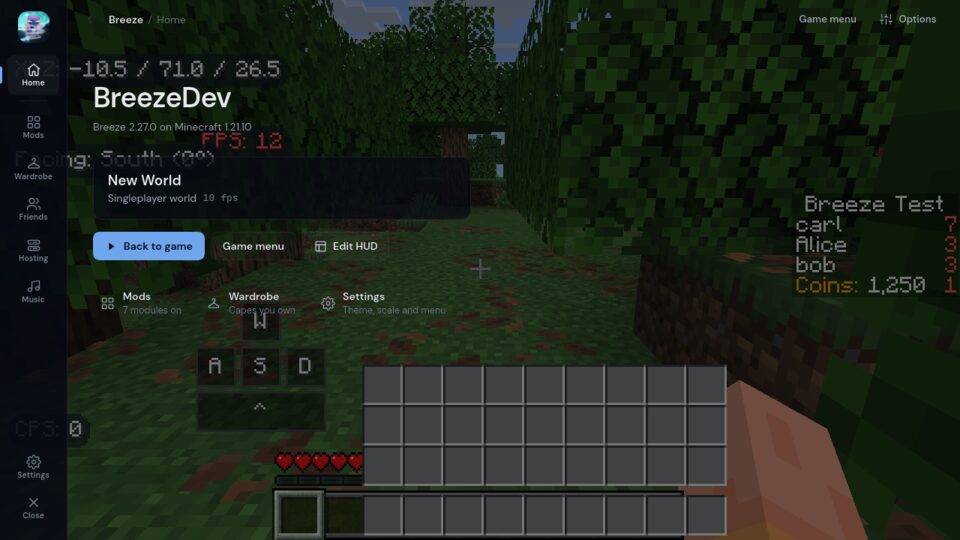 Breeze / Home
Game menu
Options
Home
XYZ: -10.5 / 71.0 / 26.5
BreezeDev
Breeze 2.27.0 on Minecraft 1.21.10
Mods
FPS: 12
Facing: South (0°)
Wardrobe
New World
Singleplayer world 10 fps
Friends
Breeze Test
carl 7
Alice 3
bob 3
Coins: 1,250 1
Hosting
Back to game
Game menu
Edit HUD
Music
Mods
7 modules on
Wardrobe
Capes you own
Settings
Theme, scale and menu
W
A S D
^
CPS: 0
Settings
Close